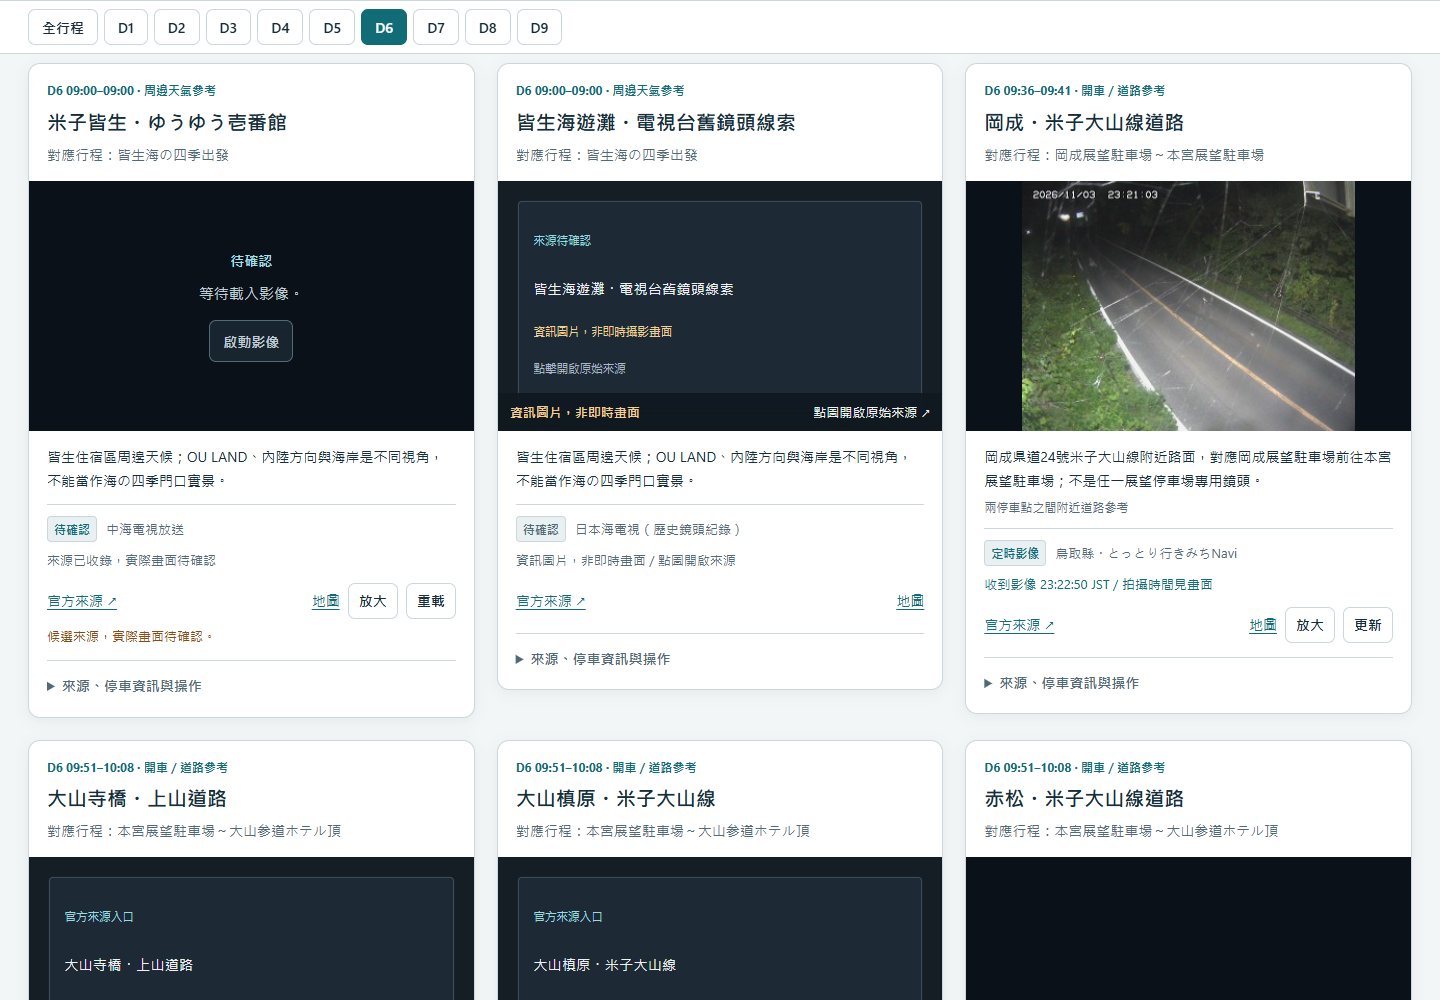 全行程 D1 D2 D3 D4 D5 D6 D7 D8 D9
D6 09:00–09:00 · 周邊天氣參考
米子皆生・ゆうゆう壱番館
對應行程：皆生海の四季出發
待確認
等待載入影像。
啟動影像
皆生住宿區周邊天候；OU LAND、內陸方向與海岸是不同視角，
不能當作海の四季門口實景。
待確認 中海電視放送
來源已收錄，實際畫面待確認
官方來源 ↗ 地圖 放大 重載
候選來源，實際畫面待確認。
▶ 來源、停車資訊與操作
D6 09:00–09:00 · 周邊天氣參考
皆生海遊灘・電視台舊鏡頭線索
對應行程：皆生海の四季出發
來源待確認
皆生海遊灘・電視台舊鏡頭線索
資訊圖片，非即時攝影畫面
點擊開啟原始來源
資訊圖片，非即時畫面 點圖開啟原始來源 ↗
皆生住宿區周邊天候；OU LAND、內陸方向與海岸是不同視角，
不能當作海の四季門口實景。
待確認 日本海電視（歷史鏡頭紀錄）
資訊圖片，非即時畫面 / 點圖開啟來源
官方來源 ↗ 地圖
▶ 來源、停車資訊與操作
D6 09:36–09:41 · 開車 / 道路參考
岡成・米子大山線道路
對應行程：岡成展望駐車場～本宮展望駐車場
2026/11/03 23:21:03
岡成県道24號米子大山線附近路面，對應岡成展望駐車場前往本宮
展望駐車場；不是任一展望停車場專用鏡頭。
兩停車點之間附近道路參考
定時影像 鳥取縣・とっとり行きみちNavi
收到影像 23:22:50 JST / 拍攝時間見畫面
官方來源 ↗ 地圖 放大 更新
▶ 來源、停車資訊與操作
D6 09:51–10:08 · 開車 / 道路參考
大山寺橋・上山道路
對應行程：本宮展望駐車場～大山参道ホテル頂
官方來源入口
大山寺橋・上山道路
D6 09:51–10:08 · 開車 / 道路參考
大山槙原・米子大山線
對應行程：本宮展望駐車場～大山参道ホテル頂
官方來源入口
大山槙原・米子大山線
D6 09:51–10:08 · 開車 / 道路參考
赤松・米子大山線道路
對應行程：本宮展望駐車場～大山参道ホテル頂